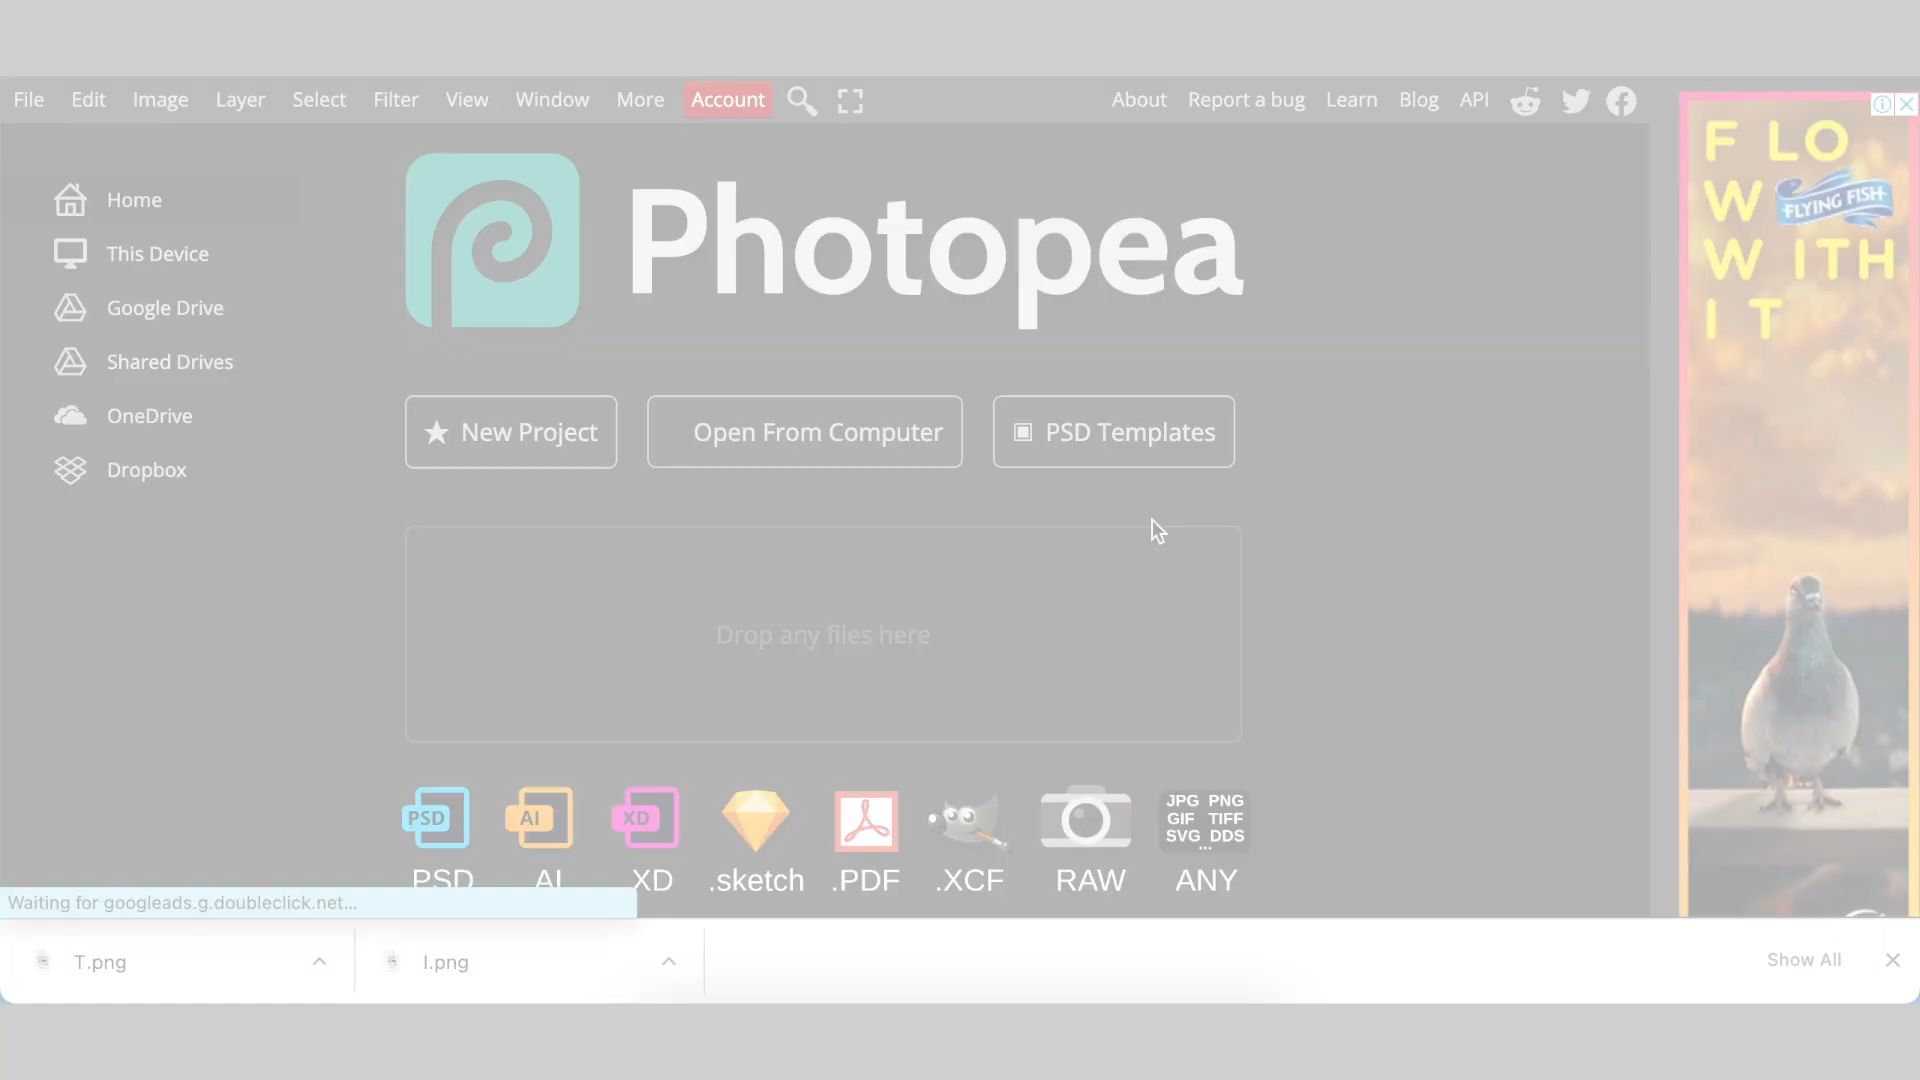 File Edit Image Layer Select Filter View Window More Account
About Report a bug Learn Blog API
Home
This Device
Google Drive
Shared Drives
OneDrive
Dropbox
Photopea
New Project
Open From Computer
PSD Templates
Drop any files here
PSD
AI
XD
JPG PNG
GIF TIFF
SVG DDS
...
PSD AI XD .sketch .PDF .XCF RAW ANY
F LO
W
FLYING FISH
W ITH
I T
Waiting for googleads.g.doubleclick.net...
T.png
I.png
Show All